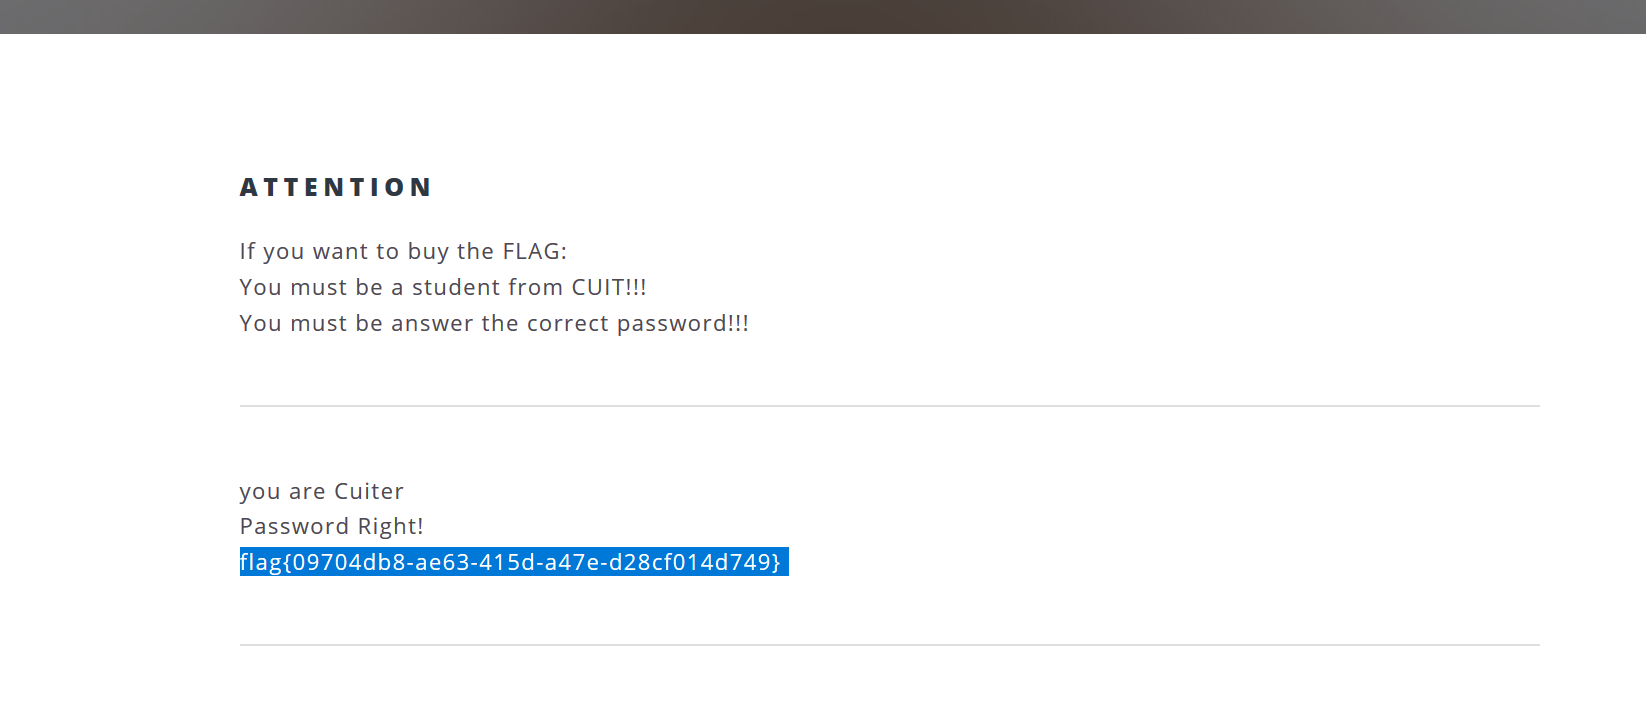 ATTENTION
If you want to buy the FLAG:
You must be a student from CUIT!!!
You must be answer the correct password!!!
you are Cuiter
Password Right!
flag{09704db8-ae63-415d-a47e-d28cf014d749}